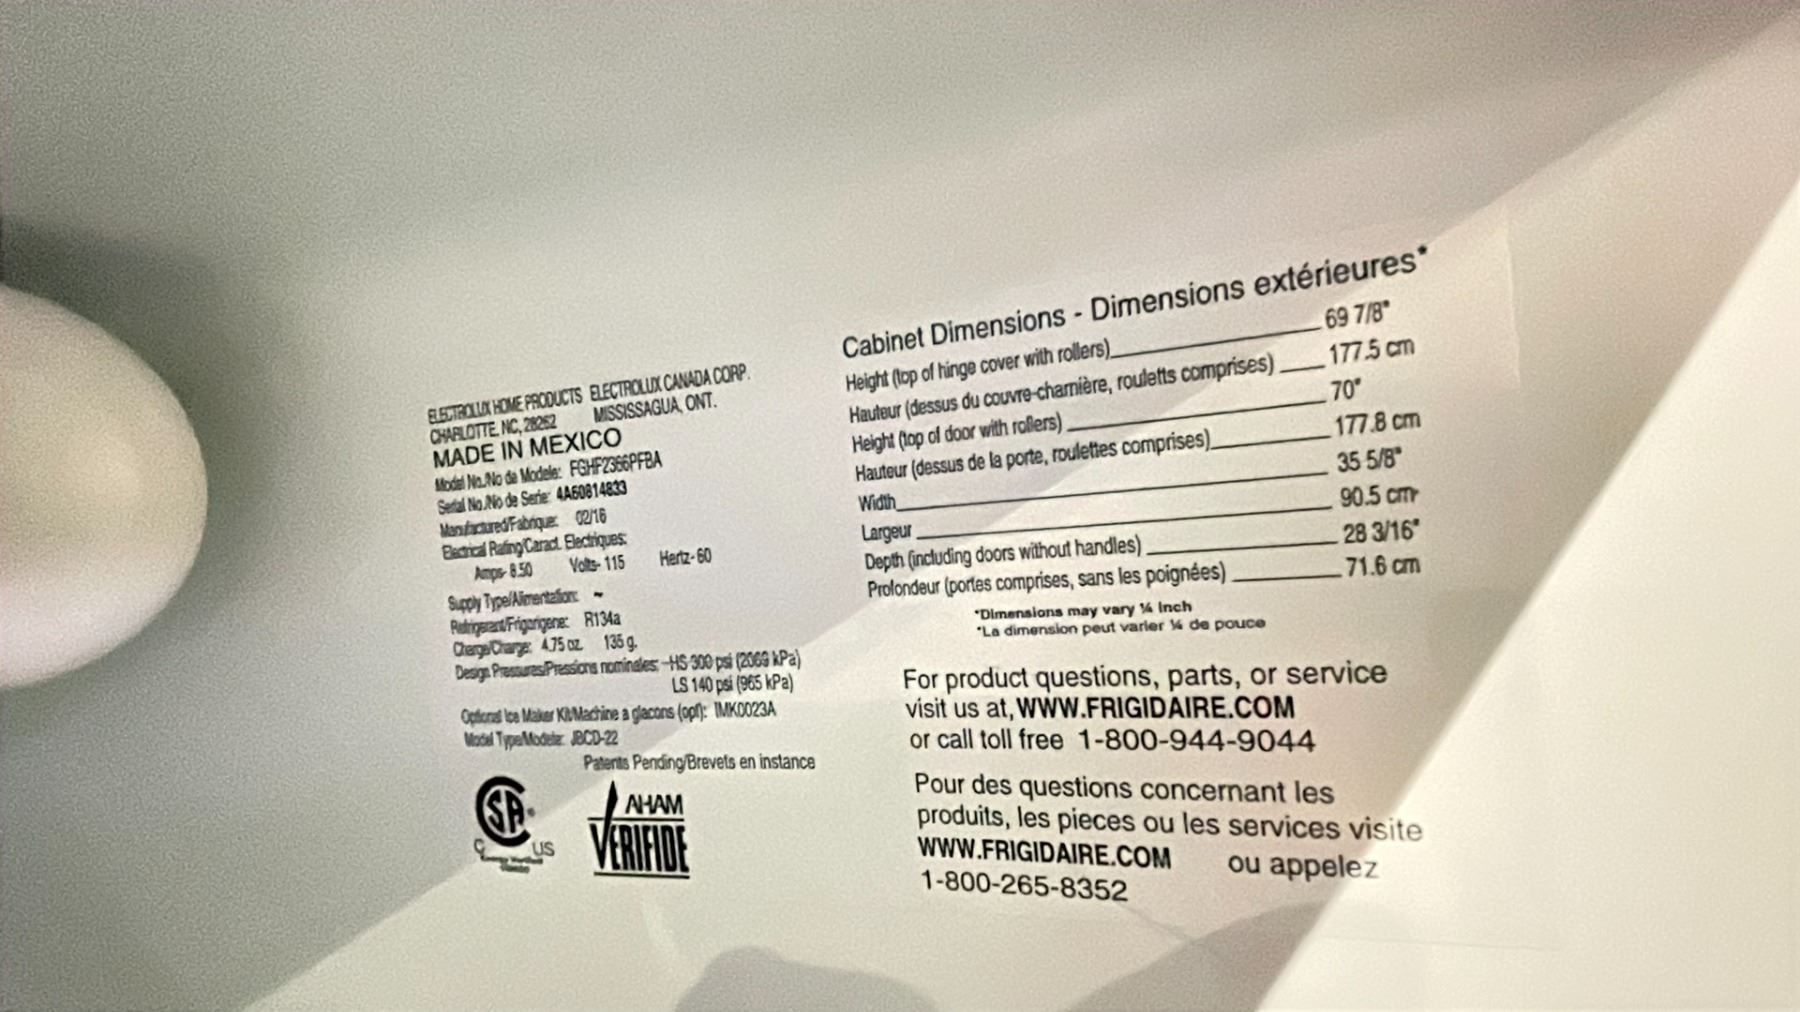 ELECTROLUX HOME PRODUCTS ELECTROLUX CANADA CORP.
CHARLOTTE, NC, 28262 MISSISSAGUA, ONT.
MADE IN MEXICO
Model No./No de Modele: FGHF2366PFBA
Serial No./No de Serie: 4A60814833
Manufactured/Fabrique: 02/16
Electrical Rating/Caract. Electriques:
Amps- 8.50 Volts- 115 Hertz- 60
Supply Type/Alimentation: ~
Refrigerant/Frigorigene: R134a
Charge/Charge: 4.75 oz. 135 g.
Design Pressures/Pressions nominales: -HS 300 psi (2069 kPa)
LS 140 psi (965 kPa)
Optional Ice Maker Kit/Machine a glacons (opt): IMK0023A
Model Type/Modele: JBCD-22
Patents Pending/Brevets en instance
SA
C US
Energy Verified
AHAM
VERIFIDE
Cabinet Dimensions - Dimensions extérieures*
Height (top of hinge cover with rollers) 69 7/8"
Hauteur (dessus du couvre-charnière, rouletts comprises) 177.5 cm
Height (top of door with rollers) 70"
Hauteur (dessus de la porte, roulettes comprises) 177.8 cm
Width 35 5/8"
Largeur 90.5 cm
Depth (including doors without handles) 28 3/16"
Profondeur (portes comprises, sans les poignées) 71.6 cm
*Dimensions may vary ¼ inch
*La dimension peut varier ¼ de pouce
For product questions, parts, or service
visit us at, WWW.FRIGIDAIRE.COM
or call toll free 1-800-944-9044
Pour des questions concernant les
produits, les pieces ou les services visite
WWW.FRIGIDAIRE.COM ou appelez
1-800-265-8352